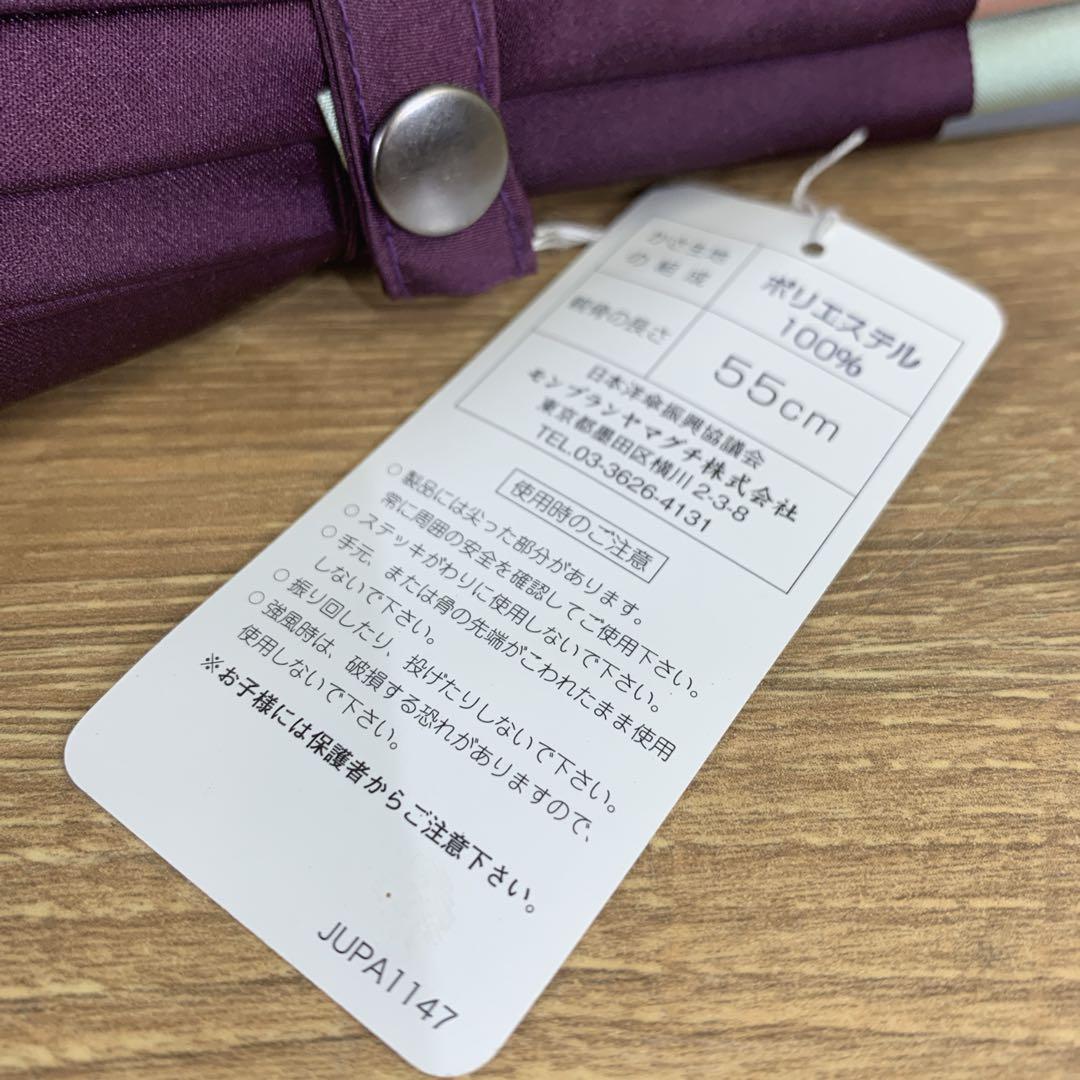 かさ生地
の組成
ポリエステル
100%
親骨の長さ
55cm
日本洋傘振興協議会
モンブランヤマグチ株式会社
東京都墨田区横川2-3-8
TEL.03-3626-4131
使用時のご注意
○製品には尖った部分があります。
常に周囲の安全を確認してご使用下さい。
○ステッキがわりに使用しないで下さい。
○手元、または骨の先端がこわれたまま使用
しないで下さい。
○振り回したり、投げたりしないで下さい。
○強風時は、破損する恐れがありますので、
使用しないで下さい。
※お子様には保護者からご注意下さい。
JUPA1147